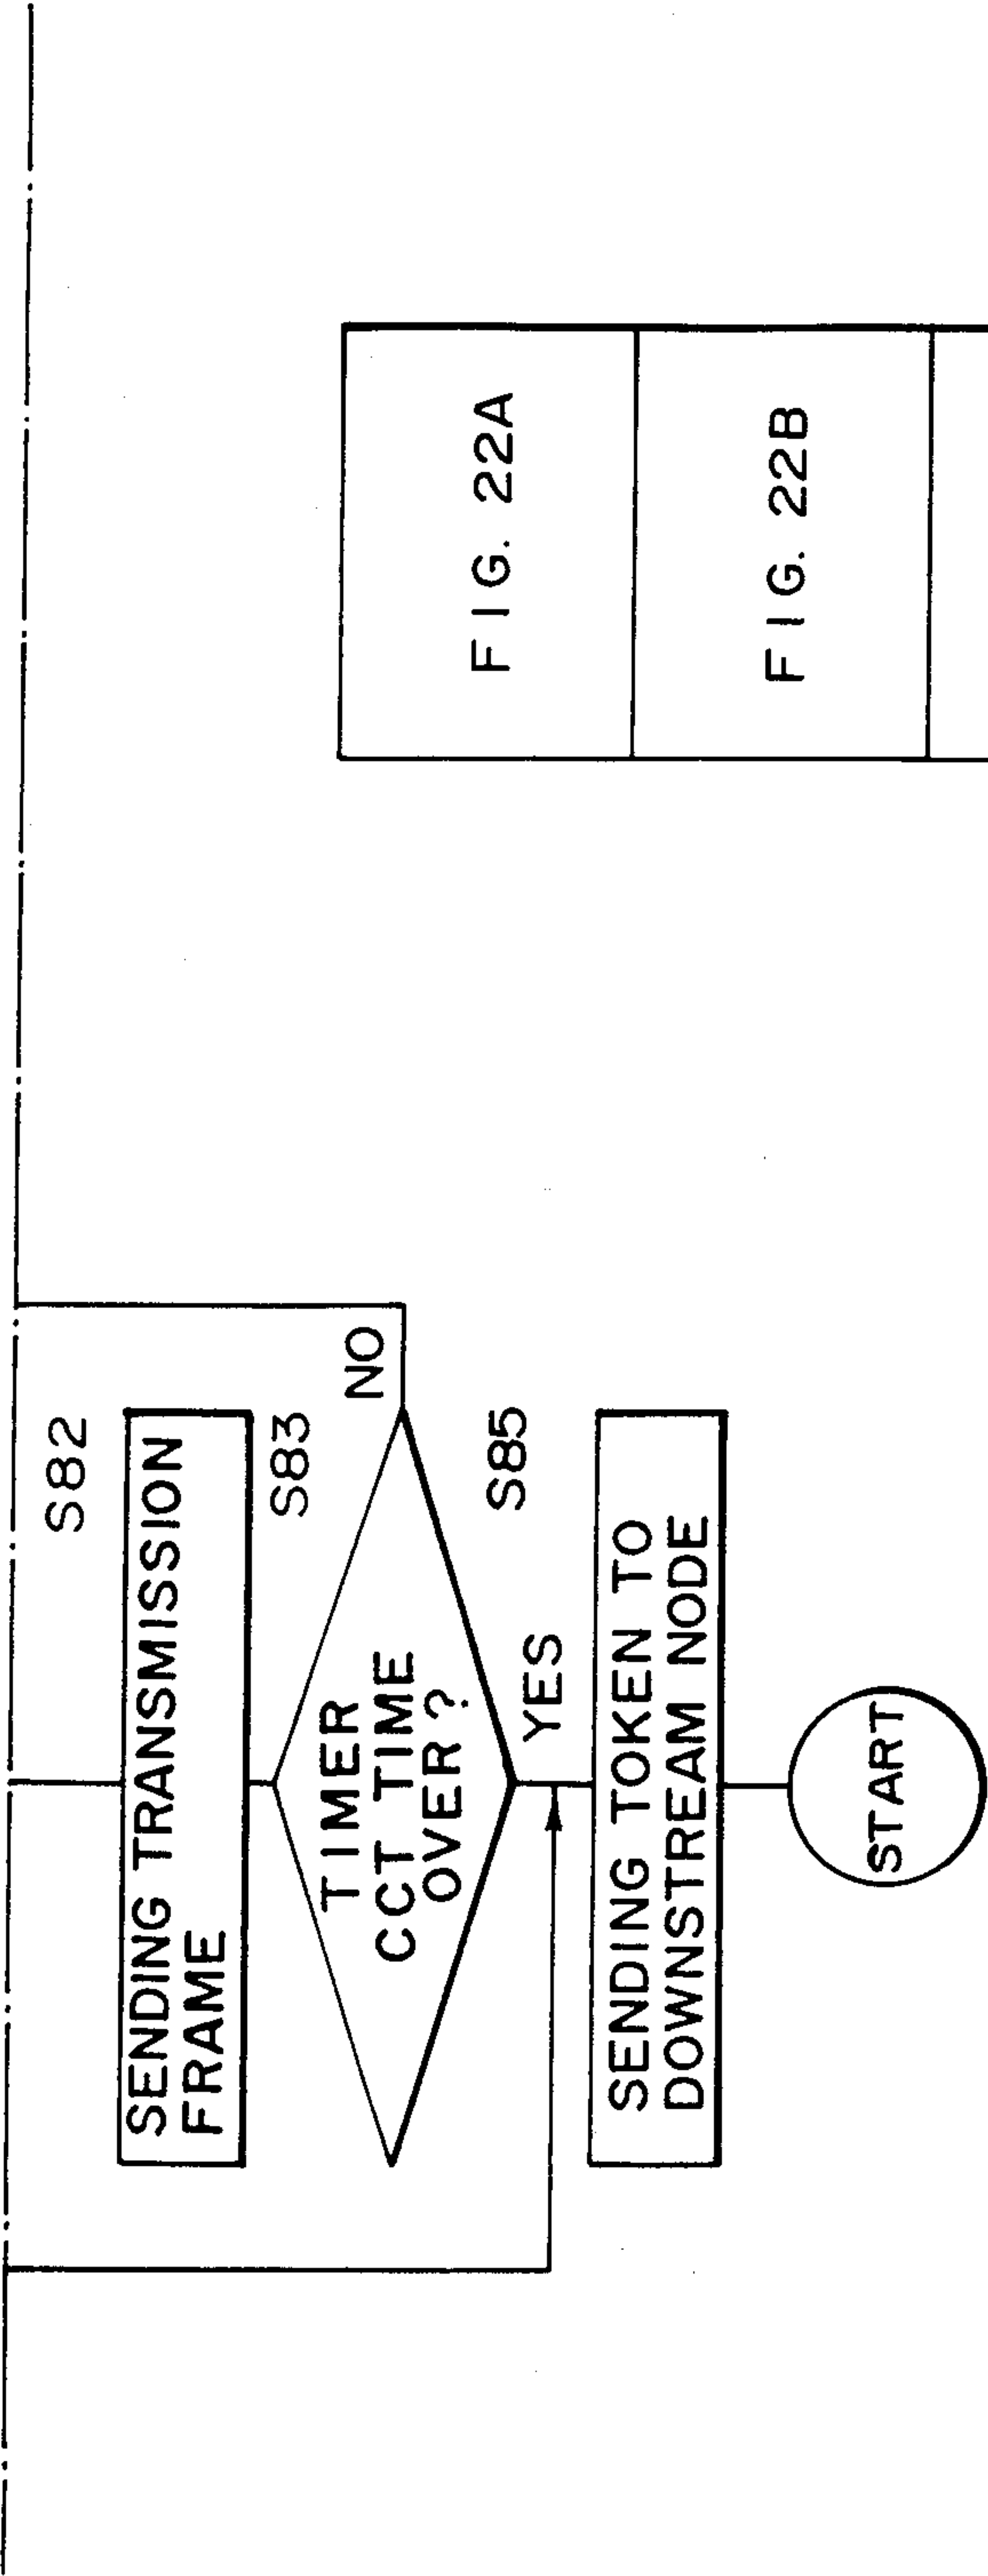 S82
SENDING TRANSMISSION
FRAME
S83
TIMER
CCT TIME
OVER?
NO
YES
S85
SENDING TOKEN TO
DOWNSTREAM NODE
START
FIG. 22A
FIG. 22B